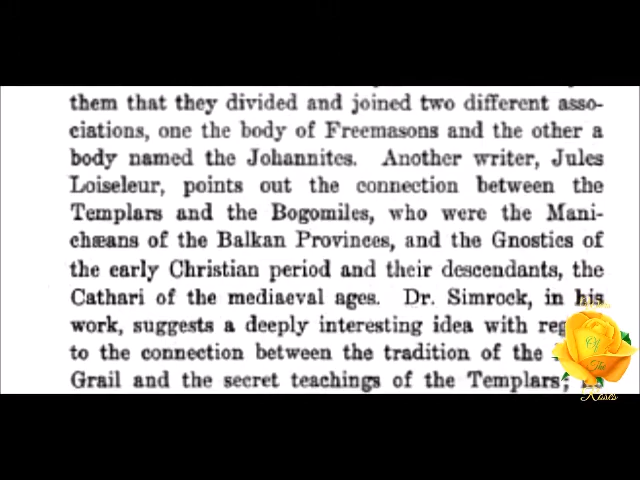 them that they divided and joined two different asso-
ciations, one the body of Freemasons and the other a
body named the Johannites. Another writer, Jules
Loiseleur, points out the connection between the
Templars and the Bogomiles, who were the Mani-
chæans of the Balkan Provinces, and the Gnostics of
the early Christian period and their descendants, the
Cathari of the mediaeval ages. Dr. Simrock, in his
work, suggests a deeply interesting idea with
to the connection between the tradition of the
Grail and the secret teachings of the Templars;
Of
The
Roses